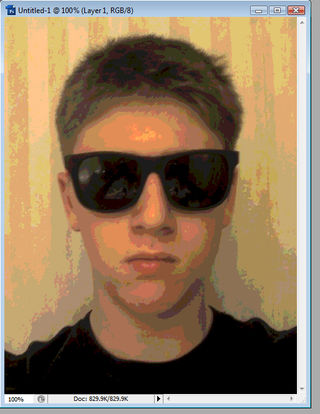 Untitled-1 @ 100% (Layer 1, RGB/8)
100% Doc: 829.9K/829.9K